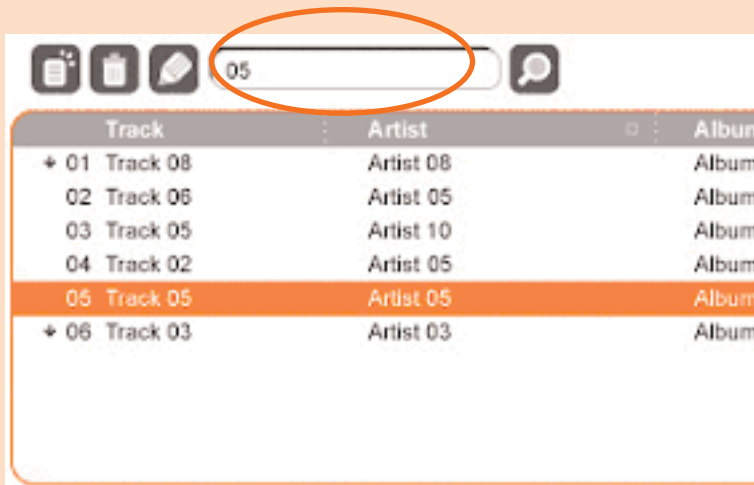 05
Track Artist Album
01 Track 08 Artist 08 Album
02 Track 06 Artist 05 Album
03 Track 05 Artist 10 Album
04 Track 02 Artist 05 Album
05 Track 05 Artist 05 Album
06 Track 03 Artist 03 Album